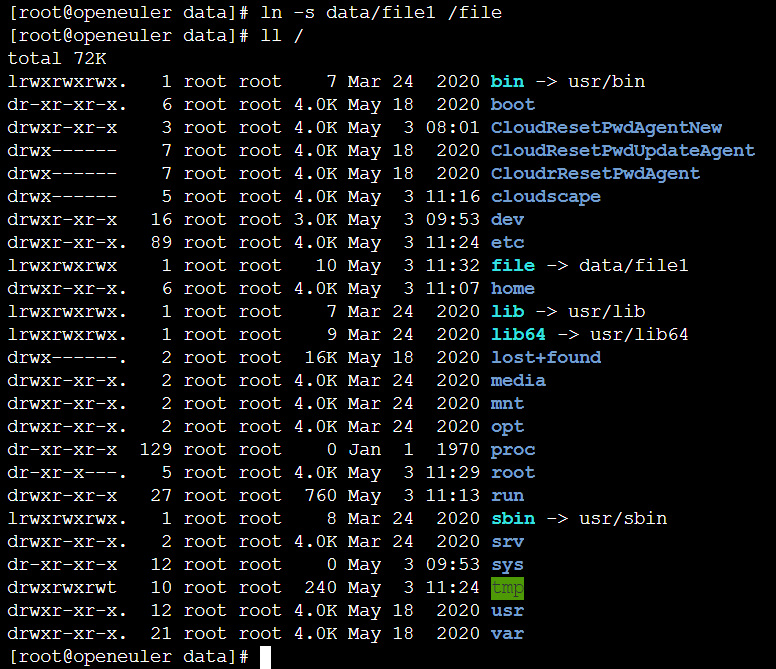 [root@openeuler data]# ln -s data/file1 /file
[root@openeuler data]# ll /
total 72K
lrwxrwxrwx.   1 root root    7 Mar 24  2020 bin -> usr/bin
dr-xr-xr-x.   6 root root 4.0K May 18  2020 boot
drwxr-xr-x    3 root root 4.0K May  3 08:01 CloudResetPwdAgentNew
drwx------    7 root root 4.0K May 18  2020 CloudResetPwdUpdateAgent
drwx------    7 root root 4.0K May 18  2020 CloudrResetPwdAgent
drwx------    5 root root 4.0K May  3 11:16 cloudscape
drwxr-xr-x   16 root root 3.0K May  3 09:53 dev
drwxr-xr-x.  89 root root 4.0K May  3 11:24 etc
lrwxrwxrwx    1 root root   10 May  3 11:32 file -> data/file1
drwxr-xr-x.   6 root root 4.0K May  3 11:07 home
lrwxrwxrwx.   1 root root    7 Mar 24  2020 lib -> usr/lib
lrwxrwxrwx.   1 root root    9 Mar 24  2020 lib64 -> usr/lib64
drwx------.   2 root root  16K May 18  2020 lost+found
drwxr-xr-x.   2 root root 4.0K Mar 24  2020 media
drwxr-xr-x.   2 root root 4.0K Mar 24  2020 mnt
drwxr-xr-x.   2 root root 4.0K Mar 24  2020 opt
dr-xr-xr-x  129 root root    0 Jan  1  1970 proc
dr-xr-x---.   5 root root 4.0K May  3 11:29 root
drwxr-xr-x   27 root root  760 May  3 11:13 run
lrwxrwxrwx.   1 root root    8 Mar 24  2020 sbin -> usr/sbin
drwxr-xr-x.   2 root root 4.0K Mar 24  2020 srv
dr-xr-xr-x   12 root root    0 May  3 09:53 sys
drwxrwxrwt   10 root root  240 May  3 11:24 tmp
drwxr-xr-x.  12 root root 4.0K May 18  2020 usr
drwxr-xr-x.  21 root root 4.0K May 18  2020 var
[root@openeuler data]#